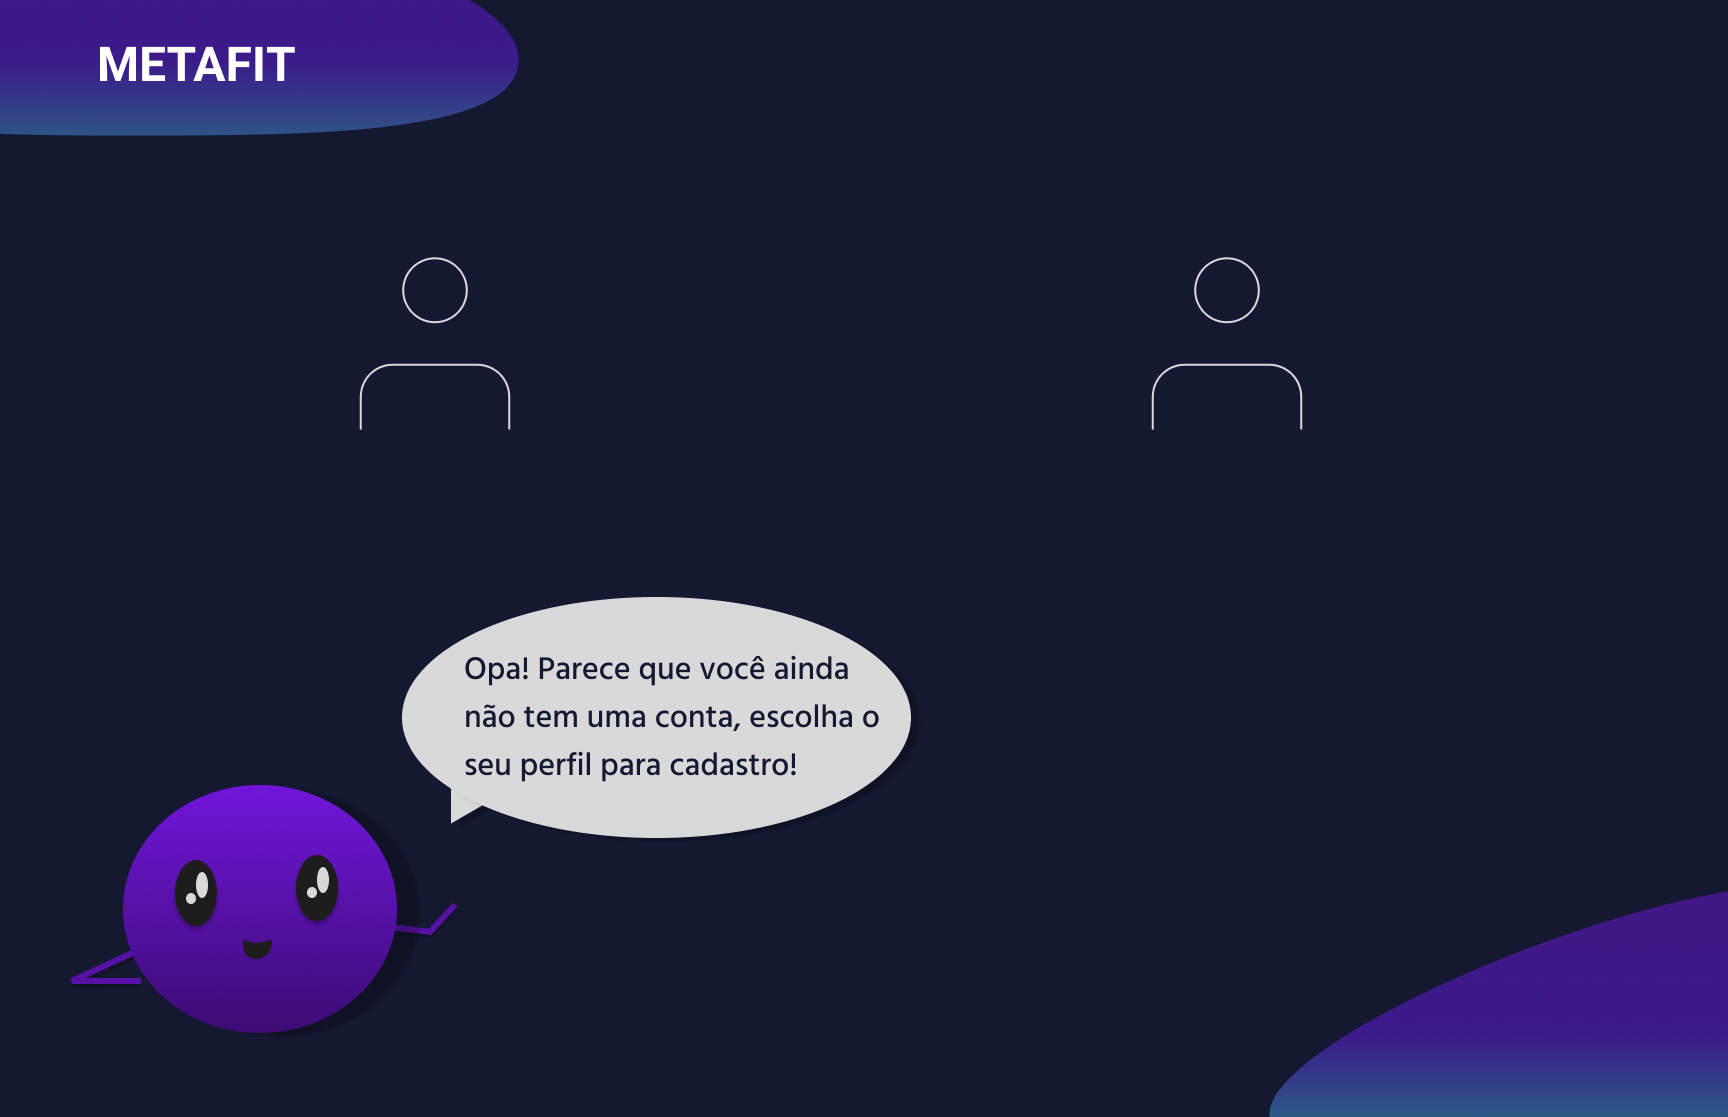 METAFIT
Opa! Parece que você ainda
não tem uma conta, escolha o
seu perfil para cadastro!